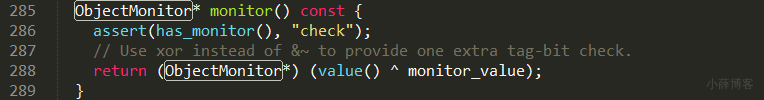 285 ObjectMonitor* monitor() const {
286 assert(has_monitor(), "check");
287 // Use xor instead of &~ to provide one extra tag-bit check.
288 return (ObjectMonitor*) (value() ^ monitor_value);
289 }
小薛博客